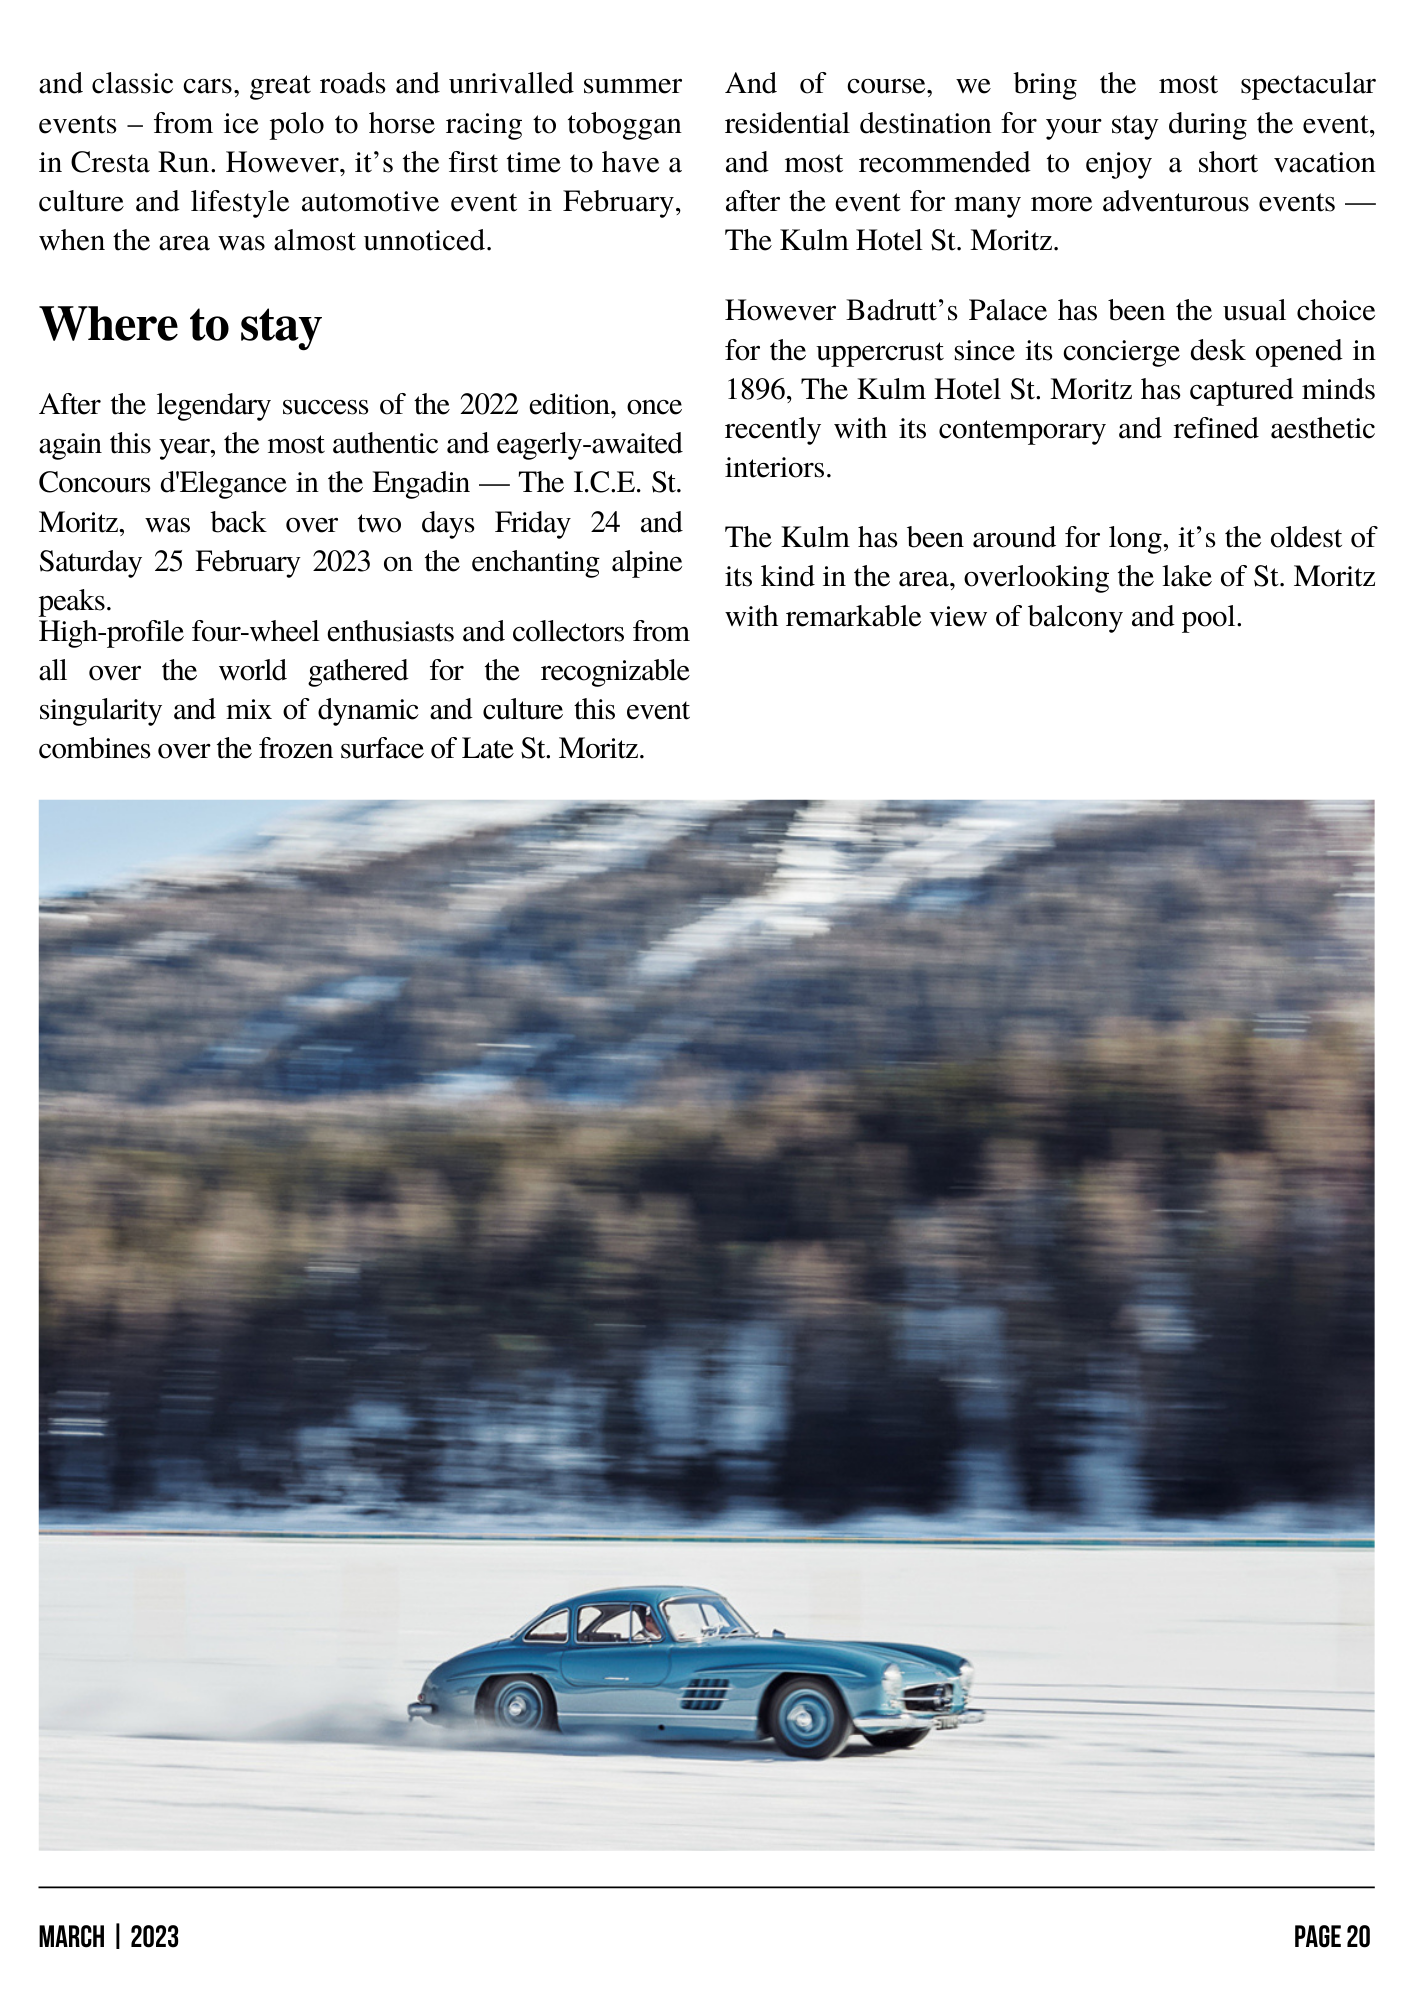 and classic cars, great roads and unrivalled summer
events – from ice polo to horse racing to toboggan
in Cresta Run. However, it’s the first time to have a
culture and lifestyle automotive event in February,
when the area was almost unnoticed.
Where to stay
After the legendary success of the 2022 edition, once
again this year, the most authentic and eagerly-awaited
Concours d'Elegance in the Engadin — The I.C.E. St.
Moritz, was back over two days Friday 24 and
Saturday 25 February 2023 on the enchanting alpine
peaks.
High-profile four-wheel enthusiasts and collectors from
all over the world gathered for the recognizable
singularity and mix of dynamic and culture this event
combines over the frozen surface of Late St. Moritz.
And of course, we bring the most spectacular
residential destination for your stay during the event,
and most recommended to enjoy a short vacation
after the event for many more adventurous events —
The Kulm Hotel St. Moritz.
However Badrutt’s Palace has been the usual choice
for the uppercrust since its concierge desk opened in
1896, The Kulm Hotel St. Moritz has captured minds
recently with its contemporary and refined aesthetic
interiors.
The Kulm has been around for long, it’s the oldest of
its kind in the area, overlooking the lake of St. Moritz
with remarkable view of balcony and pool.
MARCH | 2023
PAGE 20